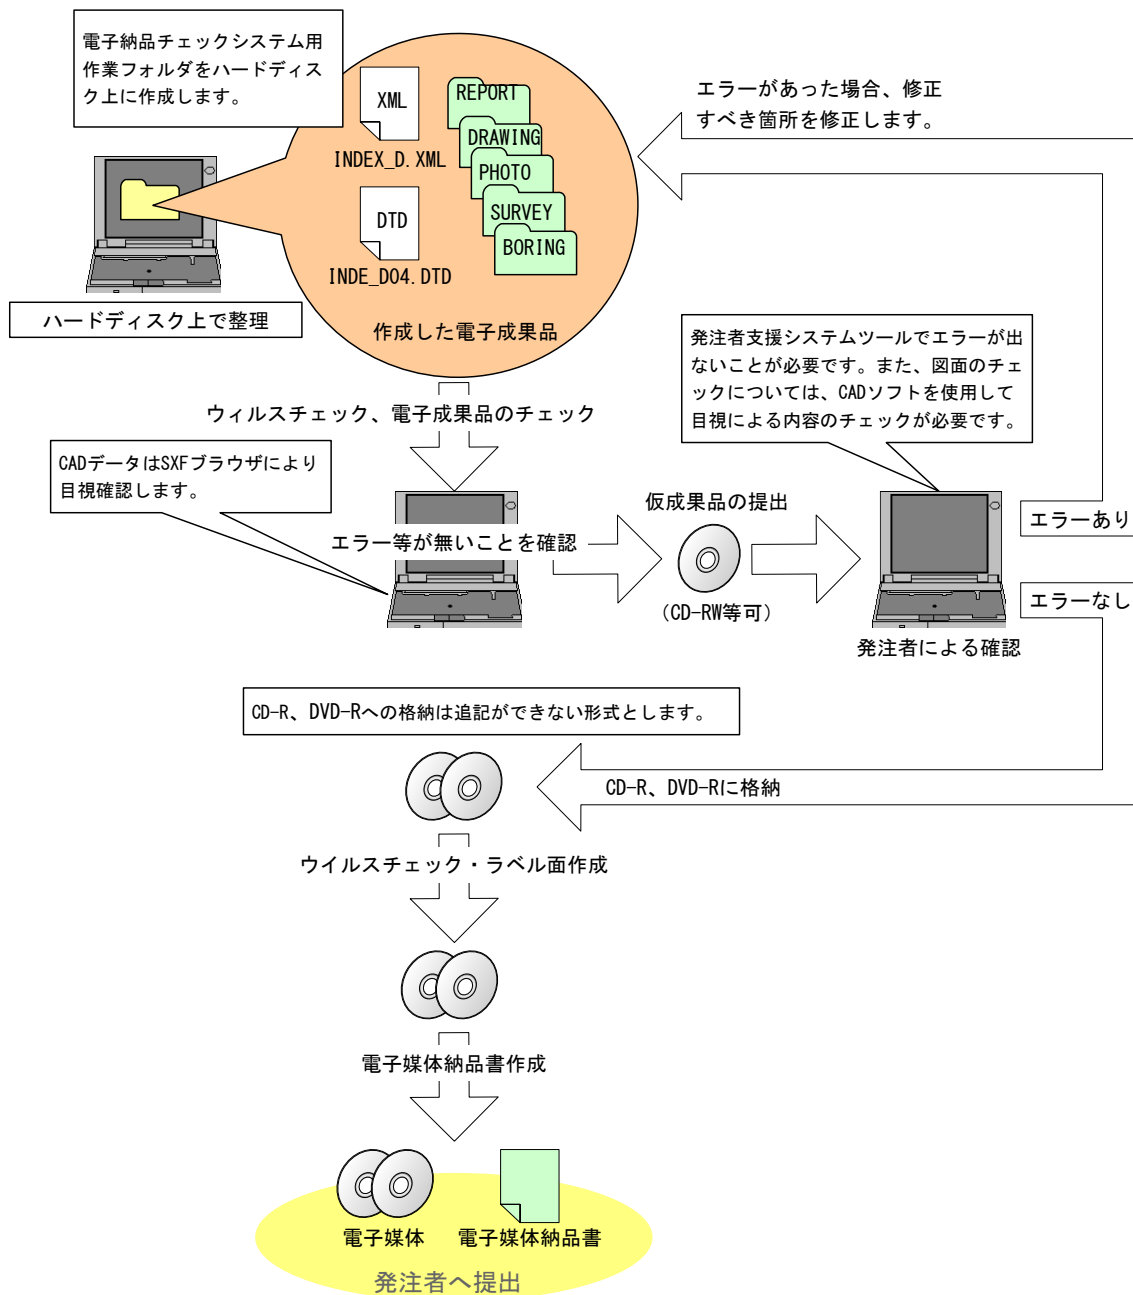 電子納品チェックシステム用
作業フォルダをハードディス
ク上に作成します。
XML
INDEX_D.XML
DTD
INDE_D04.DTD
REPORT
DRAWING
PHOTO
SURVEY
BORING
作成した電子成果品
ハードディスク上で整理
エラーがあった場合、修正
すべき箇所を修正します。
発注者支援システムツールでエラーが出
ないことが必要です。また、図面のチェ
ックについては、CADソフトを使用して
目視による内容のチェックが必要です。
ウィルスチェック、電子成果品のチェック
CADデータはSXFブラウザにより
目視確認します。
エラー等が無いことを確認
仮成果品の提出
(CD-RW等可)
発注者による確認
エラーあり
エラーなし
CD-R、DVD-Rへの格納は追記ができない形式とします。
CD-R、DVD-Rに格納
ウイルスチェック・ラベル面作成
電子媒体納品書作成
電子媒体
電子媒体納品書
発注者へ提出